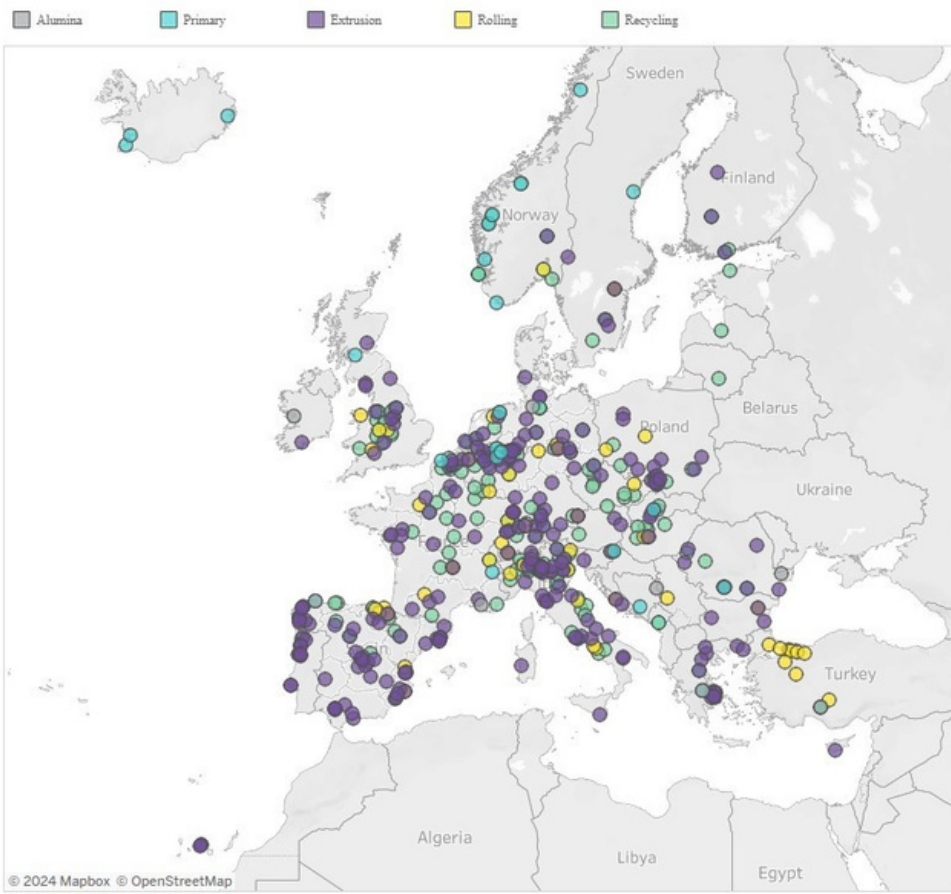 Alumina Primary Extrusion Rolling Recycling
Sweden
Finland
Norway
Belarus
Poland
Ukraine
Turkey
Algeria
Libya
Egypt
© 2024 Mapbox © OpenStreetMap